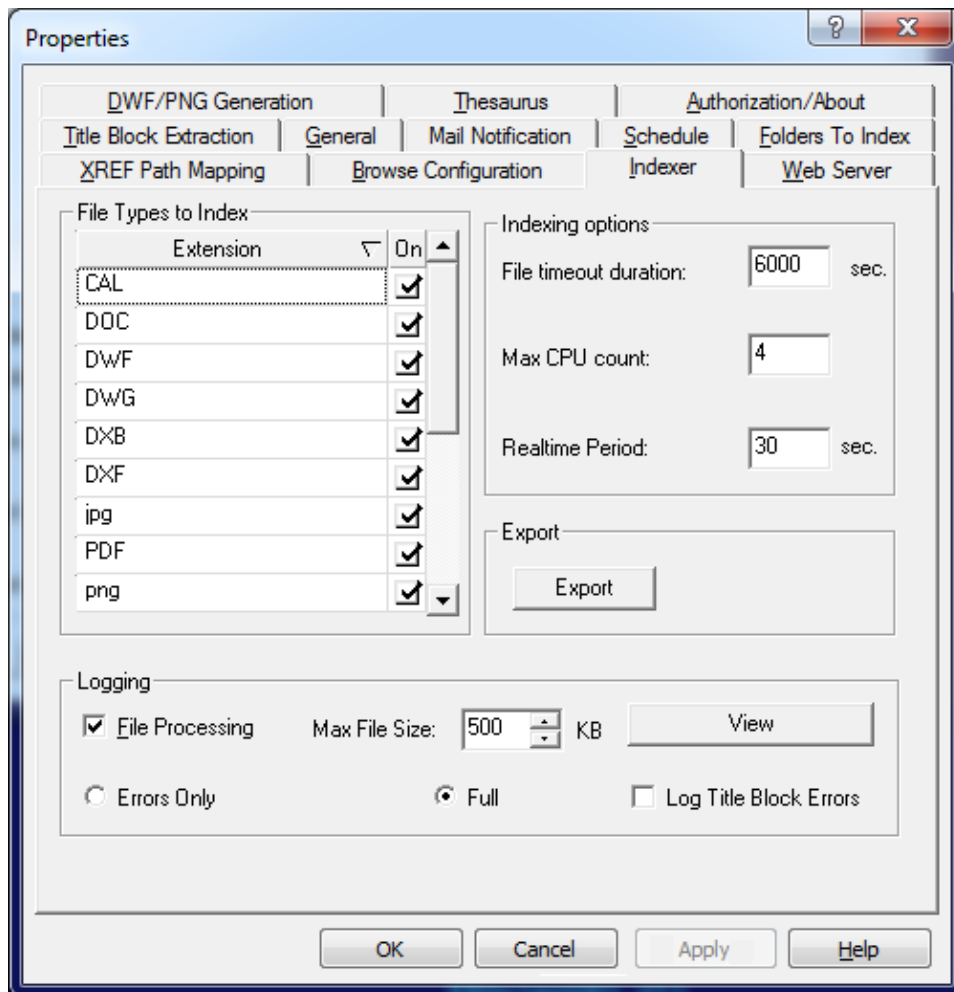 Properties
DWF/PNG Generation Thesaurus Authorization/About
Title Block Extraction General Mail Notification Schedule Folders To Index
XREF Path Mapping Browse Configuration Indexer Web Server
File Types to Index
Extension On
CAL
DOC
DWF
DWG
DXB
DXF
jpg
PDF
png
Indexing options
File timeout duration: 6000 sec.
Max CPU count: 4
Realtime Period: 30 sec.
Export
Export
Logging
File Processing Max File Size: 500 KB View
Errors Only Full Log Title Block Errors
OK Cancel Apply Help